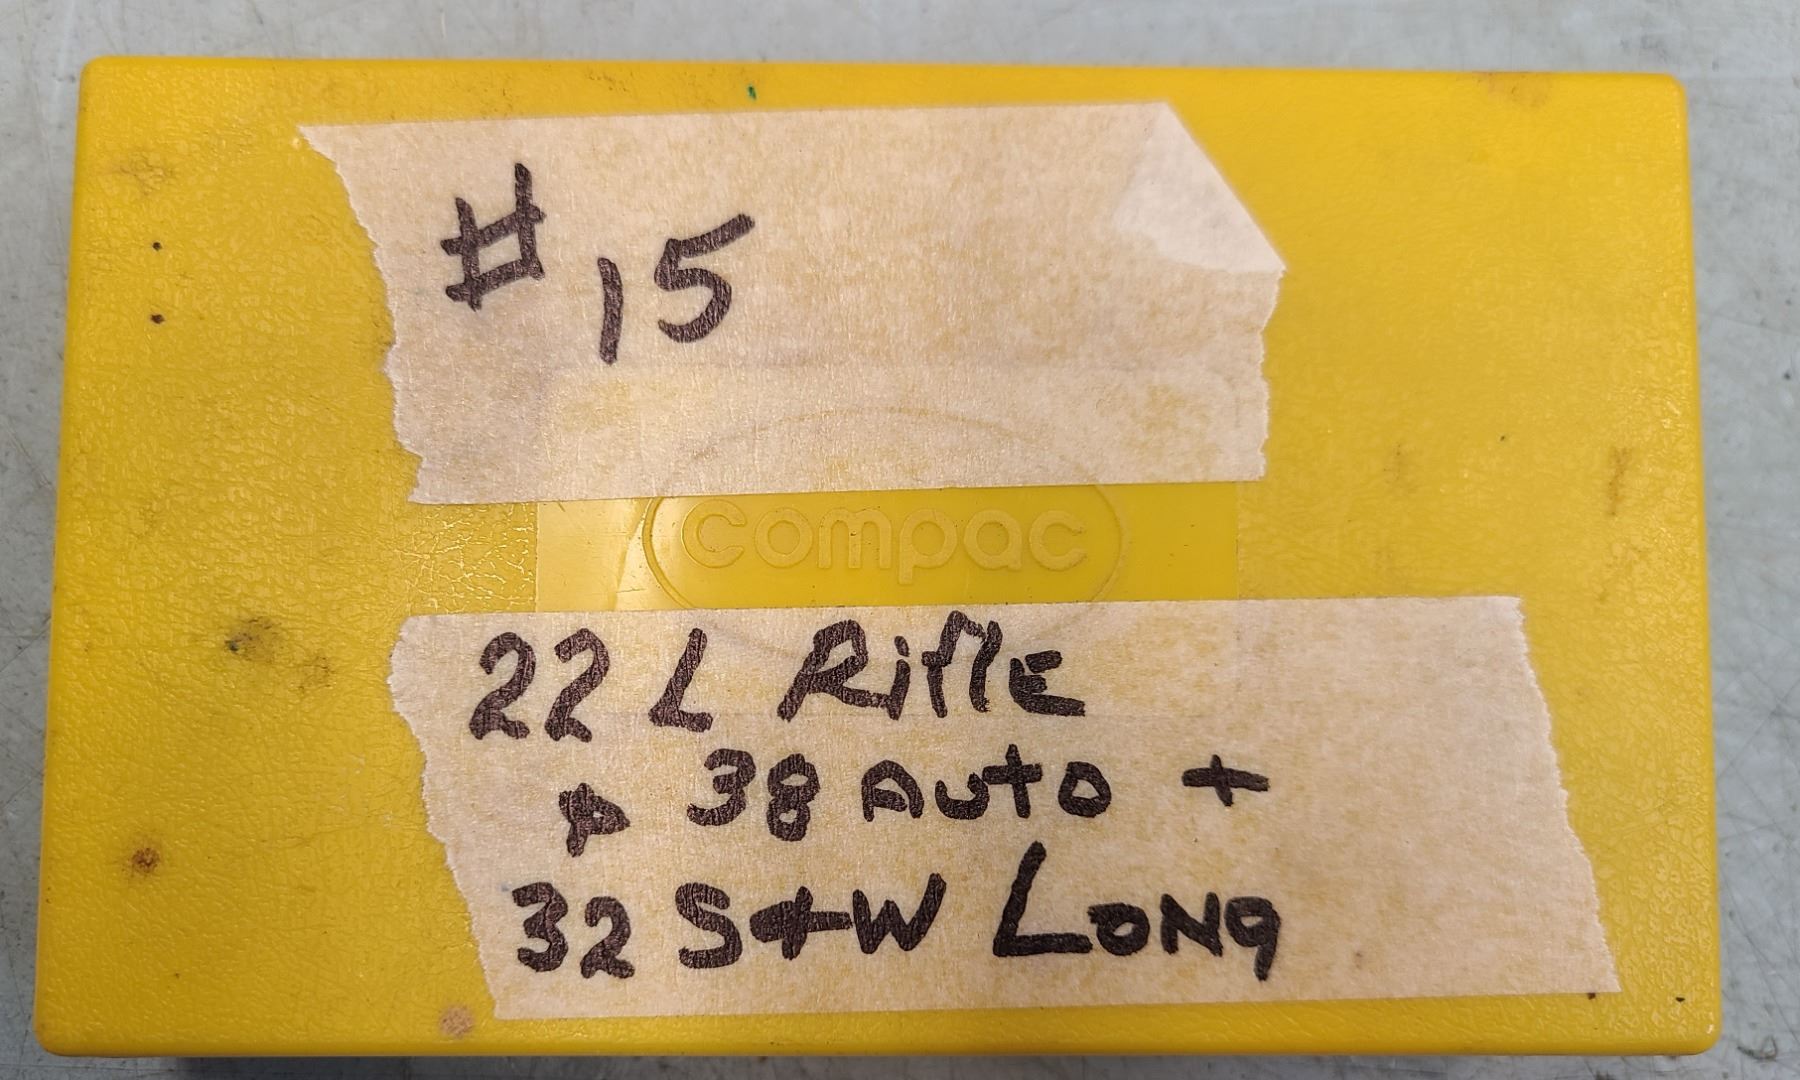 #15
compac
22 L RiflE
38 Auto +
32 S+W Long